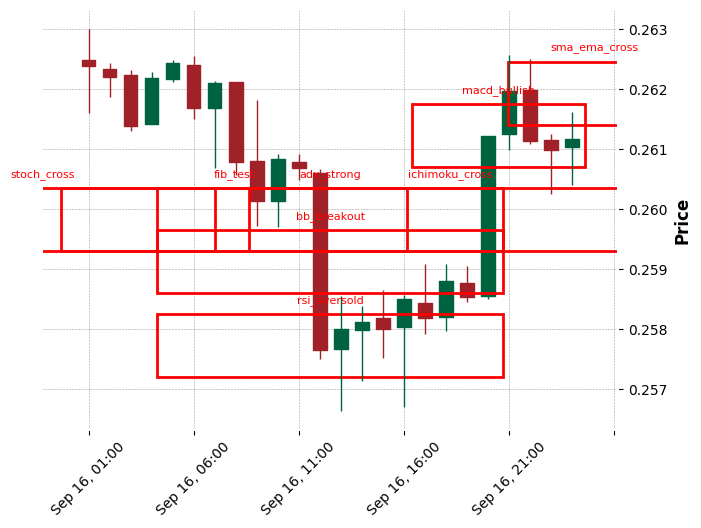 0.263
sma_ema_cross
0.262
macd_bullish
0.261
stoch_cross
fib_test
adx_strong
ichimoku_cross
0.260
bb_breakout
Price
0.259
rsi_oversold
0.258
0.257
Sep 16, 01:00
Sep 16, 06:00
Sep 16, 11:00
Sep 16, 16:00
Sep 16, 21:00